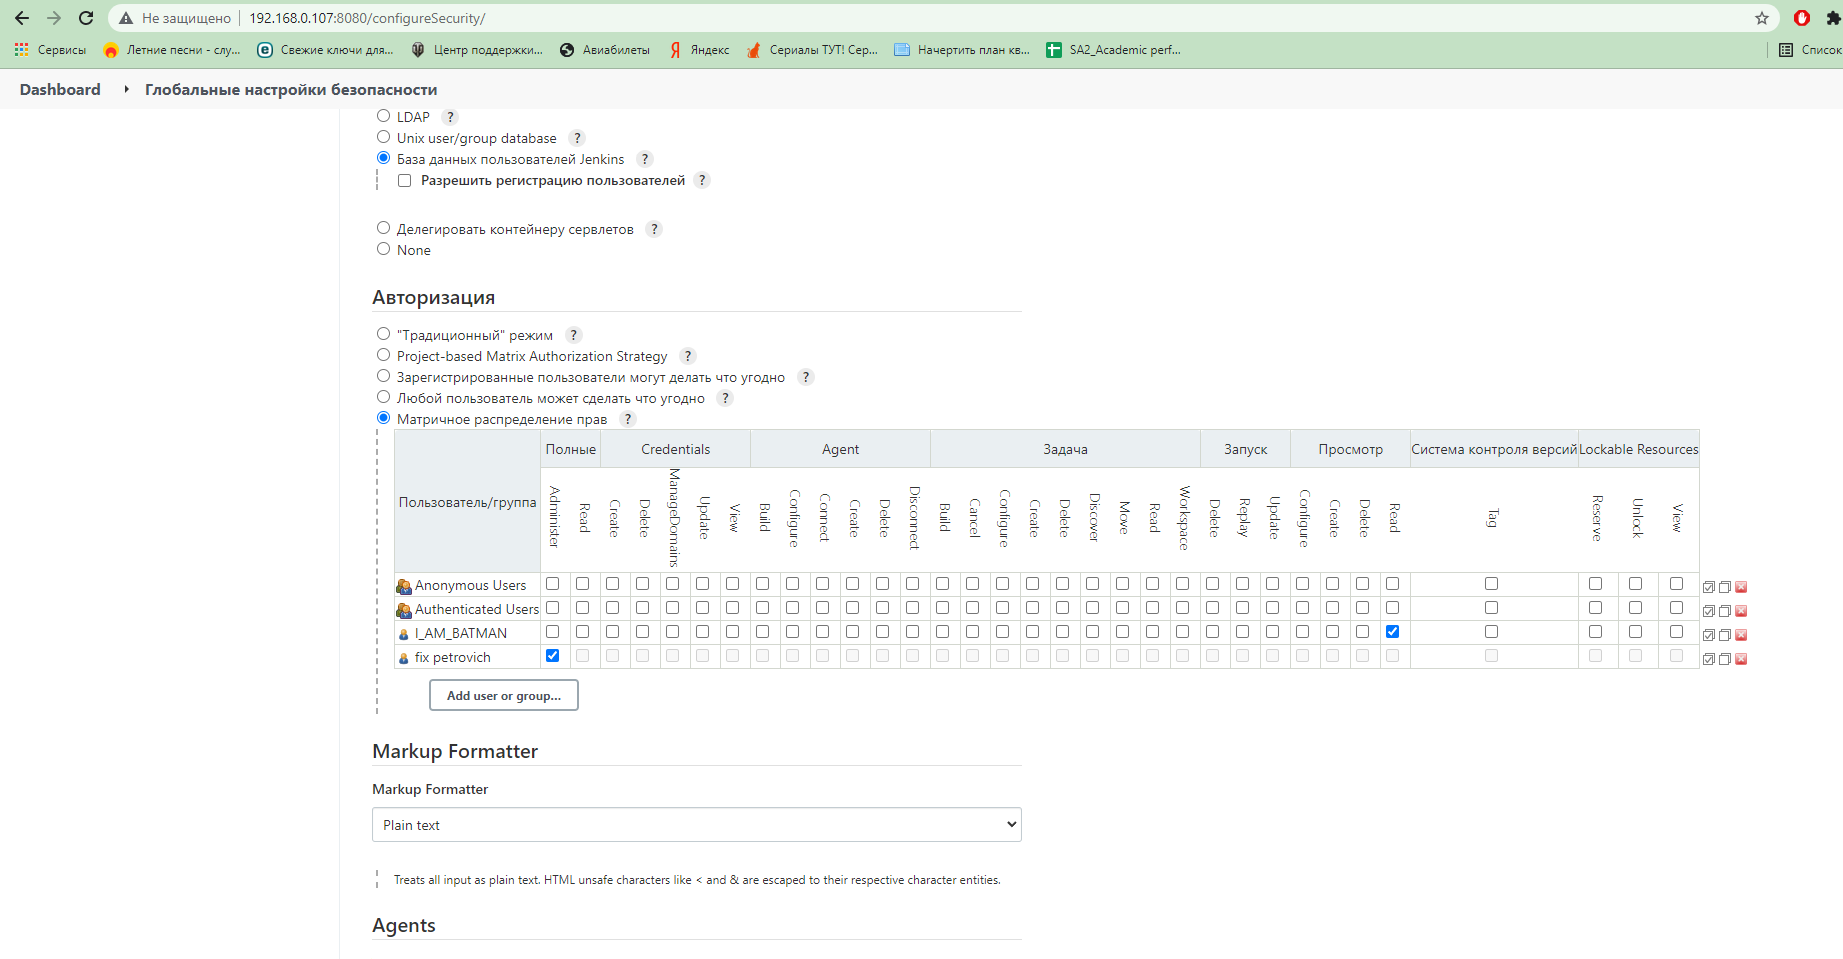 Не защищено 192.168.0.107:8080/configureSecurity/
Сервисы Летние песни - слу... Свежие ключи для... Центр поддержки... Авиабилеты Яндекс Сериалы ТУТ! Сер... Начертить план кв... SA2_Academic perf... Список
Dashboard Глобальные настройки безопасности
LDAP ?
Unix user/group database ?
База данных пользователей Jenkins ?
Разрешить регистрацию пользователей ?
Делегировать контейнеру сервлетов ?
None
Авторизация
"Традиционный" режим ?
Project-based Matrix Authorization Strategy ?
Зарегистрированные пользователи могут делать что угодно ?
Любой пользователь может сделать что угодно ?
Матричное распределение прав ?
Пользователь/группа Полные Credentials Agent Задача Запуск Просмотр Система контроля версий Lockable Resources
Administer Read Create Delete ManageDomains Update View Build Configure Connect Create Delete Disconnect Build Cancel Configure Create Delete Discover Move Read Workspace Delete Replay Update Configure Create Delete Read Tag Reserve Unlock View
Anonymous Users
Authenticated Users
I_AM_BATMAN
fix petrovich
Add user or group...
Markup Formatter
Markup Formatter
Plain text
Treats all input as plain text. HTML unsafe characters like < and & are escaped to their respective character entities.
Agents